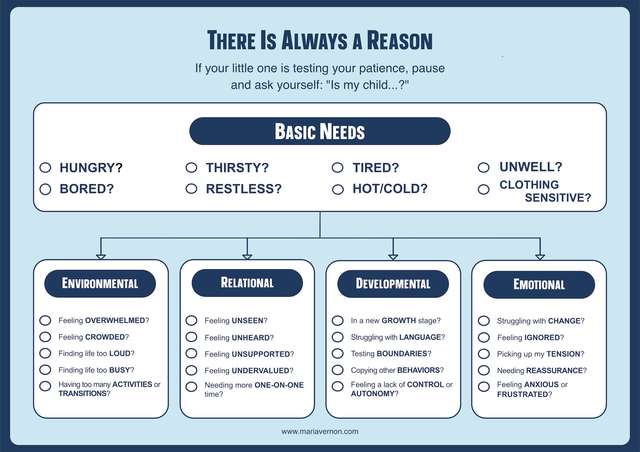 There Is Always a Reason
If your little one is testing your patience, pause
and ask yourself: "Is my child...?"
Basic Needs
HUNGRY?
THIRSTY?
TIRED?
UNWELL?
BORED?
RESTLESS?
HOT/COLD?
CLOTHING
SENSITIVE?
Environmental
Feeling OVERWHELMED?
Feeling CROWDED?
Finding life too LOUD?
Finding life too BUSY?
Having too many ACTIVITIES or
TRANSITIONS?
Relational
Feeling UNSEEN?
Feeling UNHEARD?
Feeling UNSUPPORTED?
Feeling UNDERVALUED?
Needing more ONE-ON-ONE
time?
Developmental
In a new GROWTH stage?
Struggling with LANGUAGE?
Testing BOUNDARIES?
Copying other BEHAVIORS?
Feeling a lack of CONTROL or
AUTONOMY?
Emotional
Struggling with CHANGE?
Feeling IGNORED?
Picking up my TENSION?
Needing REASSURANCE?
Feeling ANXIOUS or
FRUSTRATED?
www.mariavernon.com